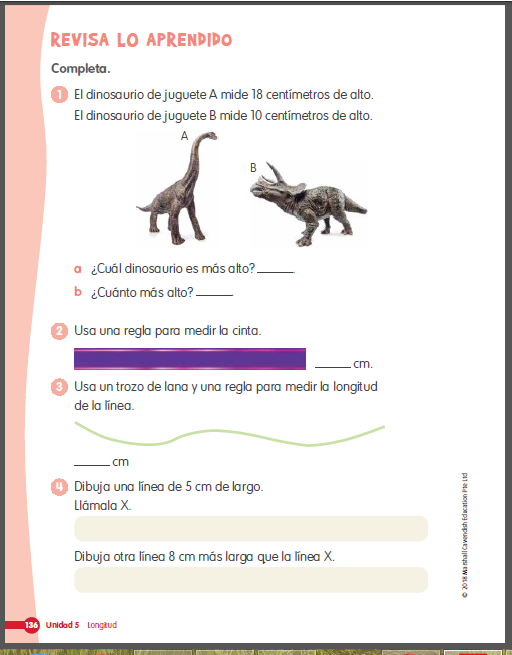 REVISA LO APRENDIDO
Completa.
1 El dinosaurio de juguete A mide 18 centímetros de alto.
El dinosaurio de juguete B mide 10 centímetros de alto.
A
B
a ¿Cuál dinosaurio es más alto? ______.
b ¿Cuánto más alto? ______
2 Usa una regla para medir la cinta.
______ cm.
3 Usa un trozo de lana y una regla para medir la longitud
de la línea.
______ cm
4 Dibuja una línea de 5 cm de largo.
Llámala X.
Dibuja otra línea 8 cm más larga que la línea X.
© 2018 Marshall Cavendish Education Pte Ltd
136 Unidad 5 Longitud